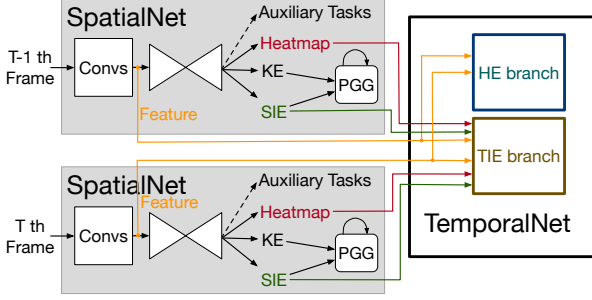 SpatialNet
Auxiliary Tasks
T-1 th
Frame
Convs
Heatmap
KE
PGG
SIE
Feature
HE branch
TIE branch
TemporalNet
SpatialNet
Auxiliary Tasks
Feature
T th
Frame
Convs
Heatmap
KE
PGG
SIE